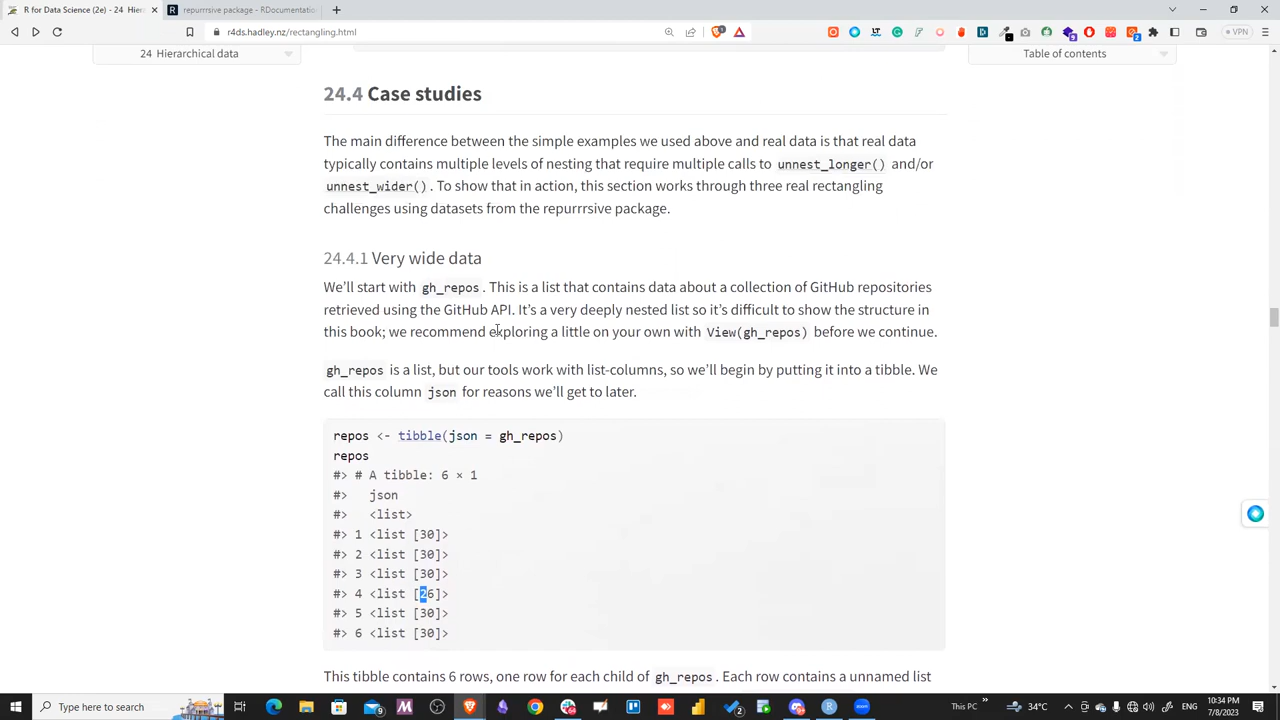 R for Data Science (2e) - 24 Hierar
repurrrsive package - RDocumentatio
r4ds.hadley.nz/rectangling.html
VPN
24 Hierarchical data
Table of contents
24.4 Case studies
The main difference between the simple examples we used above and real data is that real data
typically contains multiple levels of nesting that require multiple calls to unnest_longer() and/or
unnest_wider(). To show that in action, this section works through three real rectangling
challenges using datasets from the repurrrsive package.
24.4.1 Very wide data
We'll start with gh_repos. This is a list that contains data about a collection of GitHub repositories
retrieved using the GitHub API. It's a very deeply nested list so it's difficult to show the structure in
this book; we recommend exploring a little on your own with View(gh_repos) before we continue.
gh_repos is a list, but our tools work with list-columns, so we'll begin by putting it into a tibble. We
call this column json for reasons we'll get to later.
repos <- tibble(json = gh_repos)
repos
#> # A tibble: 6 × 1
#>   json
#>   <list>
#> 1 <list [30]>
#> 2 <list [30]>
#> 3 <list [30]>
#> 4 <list [26]>
#> 5 <list [30]>
#> 6 <list [30]>
This tibble contains 6 rows, one row for each child of gh_repos. Each row contains a unnamed list
Type here to search
This PC
34°C
10:34 PM
7/8/2023